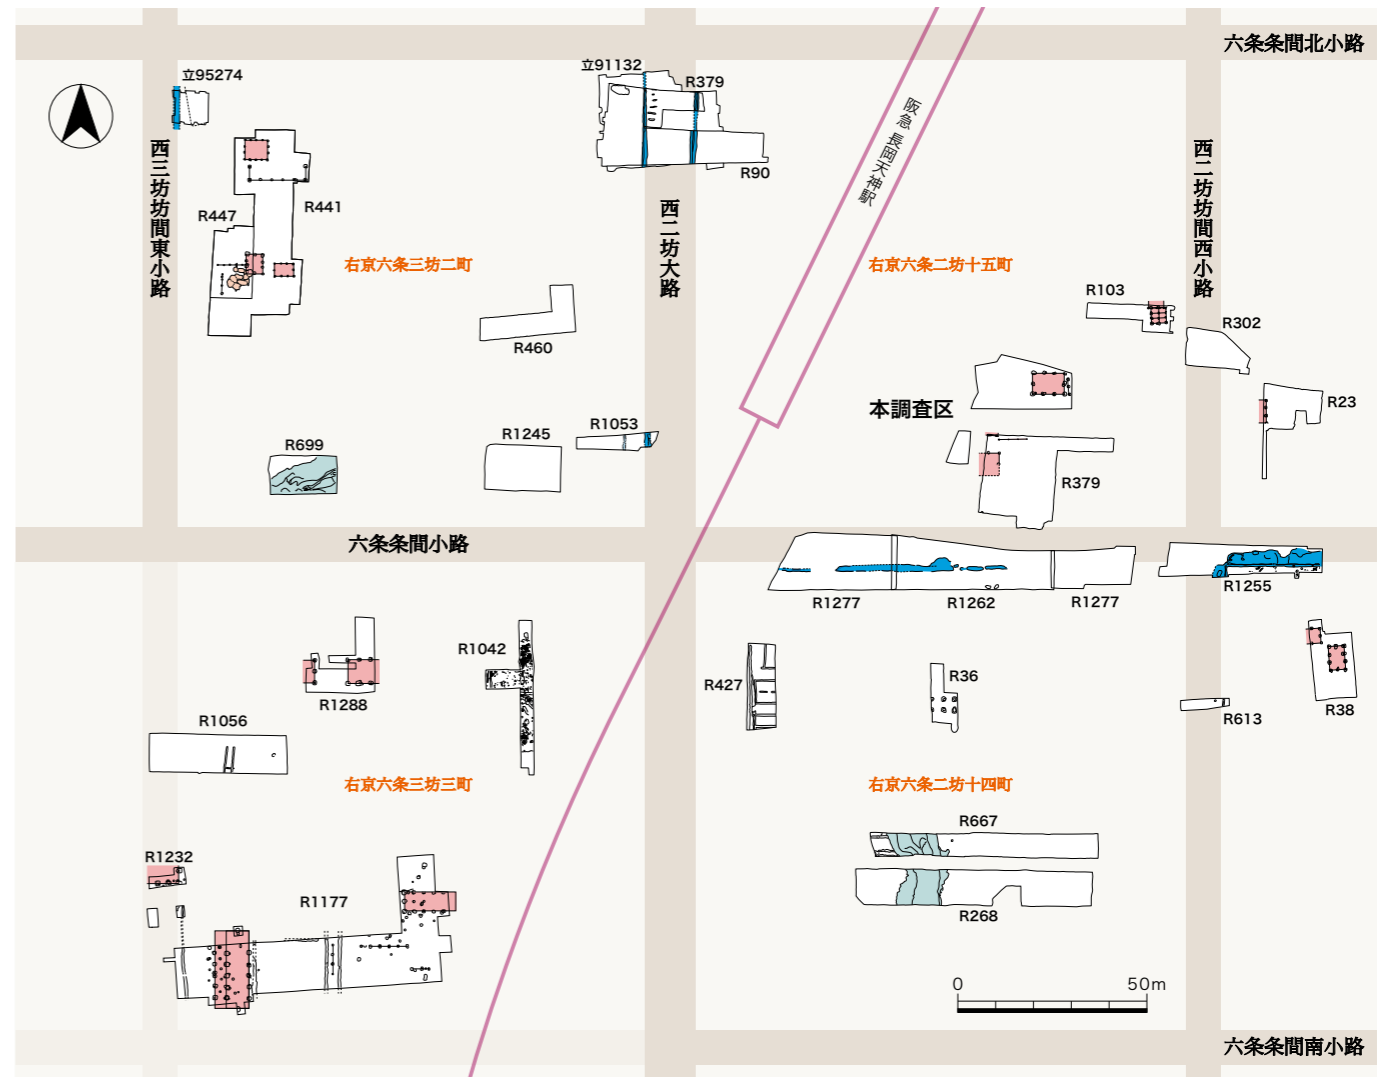 六条条間北小路
立95274
立91132
R379
阪急 長岡天神駅
西三坊坊間東小路
西二坊坊間西小路
R90
西二坊大路
R447
R441
右京六条三坊二町
右京六条二坊十五町
R103
R302
R460
本調査区
R23
R1053
R1245
R699
R379
六条条間小路
R1277
R1262
R1277
R1255
R1042
R427
R36
R1288
R38
R613
R1056
右京六条三坊三町
右京六条二坊十四町
R667
R1232
R1177
R268
0
50m
六条条間南小路